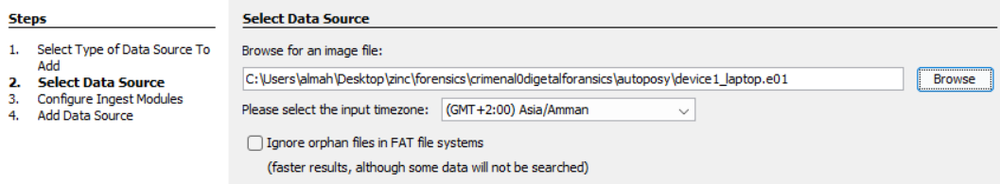 Steps
1. Select Type of Data Source To
Add
2. Select Data Source
3. Configure Ingest Modules
4. Add Data Source
Select Data Source
Browse for an image file:
C:\Users\almah\Desktop\zinc\forensics\crimenal0digetalforansics\autoposy\device1_laptop.e01 Browse
Please select the input timezone: (GMT+2:00) Asia/Amman
Ignore orphan files in FAT file systems
(faster results, although some data will not be searched)